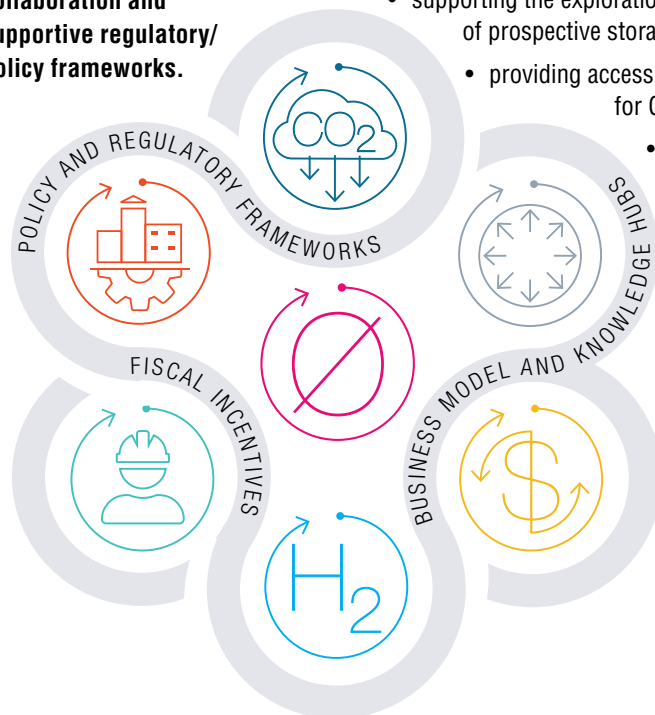 ollaboration and
upportive regulatory/
olicy frameworks.
• supporting the exploration
of prospective stora
• providing access
for C
•
CO2
POLICY AND REGULATORY FRAMEWORKS
BUSINESS MODEL AND KNOWLEDGE HUBS
Ø
FISCAL INCENTIVES
$
H2